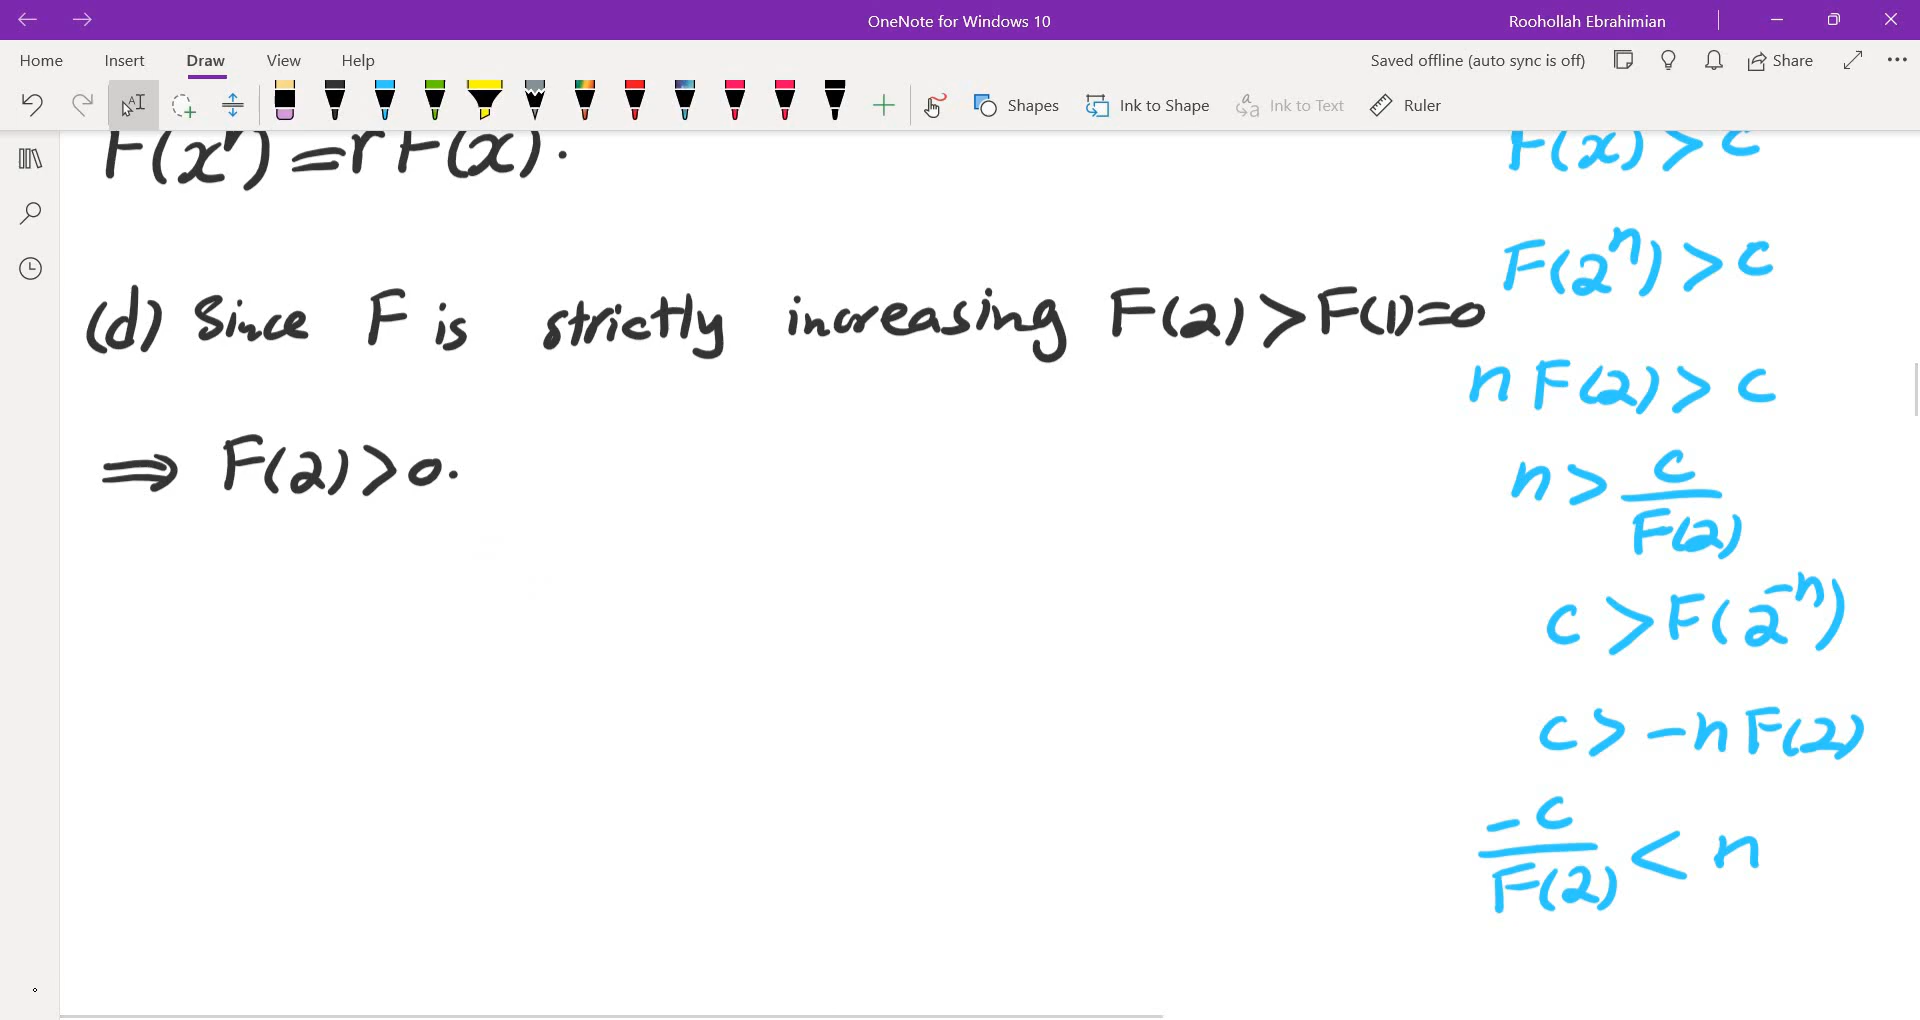 OneNote for Windows 10
Roohollah Ebrahimian
Home Insert Draw View Help
Saved offline (auto sync is off) Share
Shapes Ink to Shape Ink to Text Ruler
F(x^r) = r F(x).
(d) Since F is strictly increasing F(2) > F(1) = 0
⟹ F(2) > 0.
F(x) > c
F(2^n) > c
n F(2) > c
n > c / F(2)
c > F(2^-n)
c > -n F(2)
-c / F(2) < n